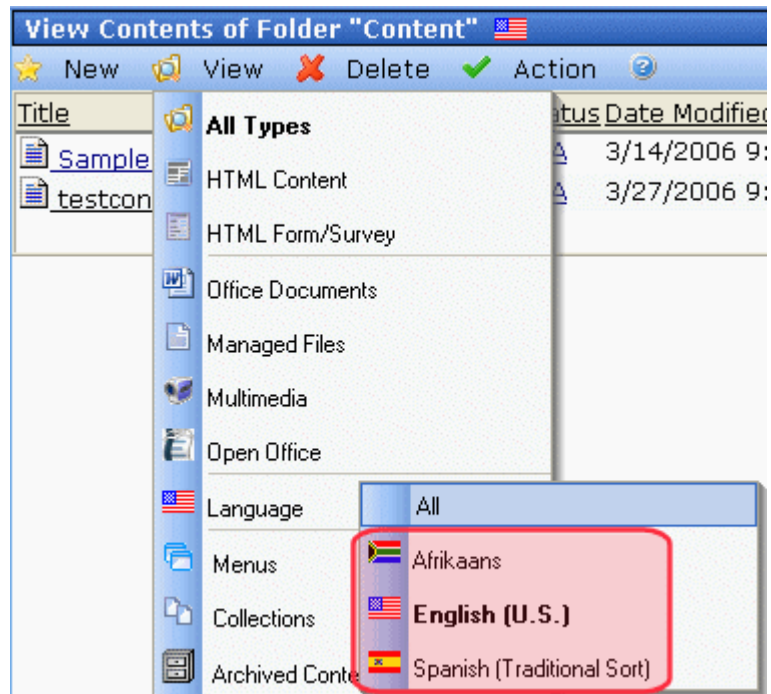 View Contents of Folder "Content"
New View Delete Action
Title tus Date Modified
Sample A 3/14/2006 9:
testcon A 3/27/2006 9:
All Types
HTML Content
HTML Form/Survey
Office Documents
Managed Files
Multimedia
Open Office
Language All
Afrikaans
Menus
English (U.S.)
Collections
Spanish (Traditional Sort)
Archived Conte